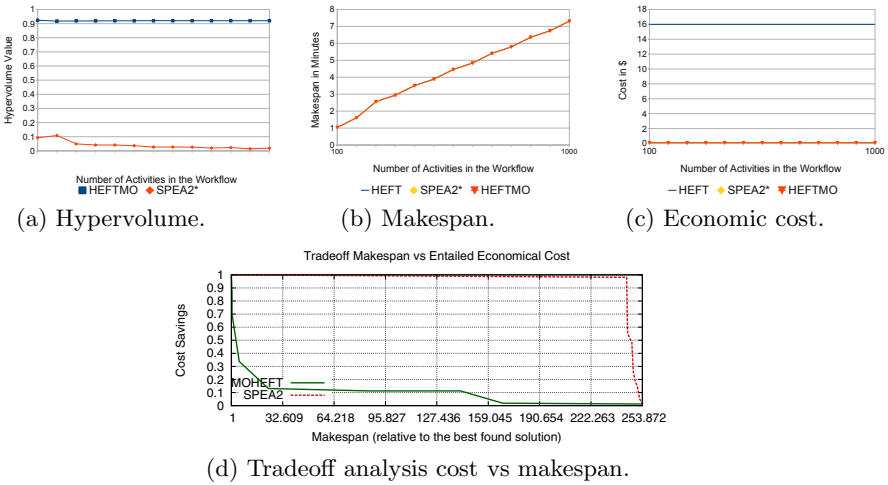 1
0.9
0.8
0.7
0.6
0.5
0.4
0.3
0.2
0.1
0
Hypervolume Value
Number of Activities in the Workflow
HEFTMO SPEA2*
(a) Hypervolume.
8
7
6
5
4
3
2
1
0
Makespan in Minutes
100 1000
Number of Activities in the Workflow
HEFT SPEA2* HEFTMO
(b) Makespan.
18
16
14
12
10
8
6
4
2
0
Cost in $
100 1000
Number of Activities in the Workflow
HEFT SPEA2* HEFTMO
(c) Economic cost.
Tradeoff Makespan vs Entailed Economical Cost
1
0.9
0.8
0.7
0.6
0.5
0.4
0.3
0.2
0.1
0
Cost Savings
MOHEFT
SPEA2
1 32.609 64.218 95.827 127.436 159.045 190.654 222.263 253.872
Makespan (relative to the best found solution)
(d) Tradeoff analysis cost vs makespan.